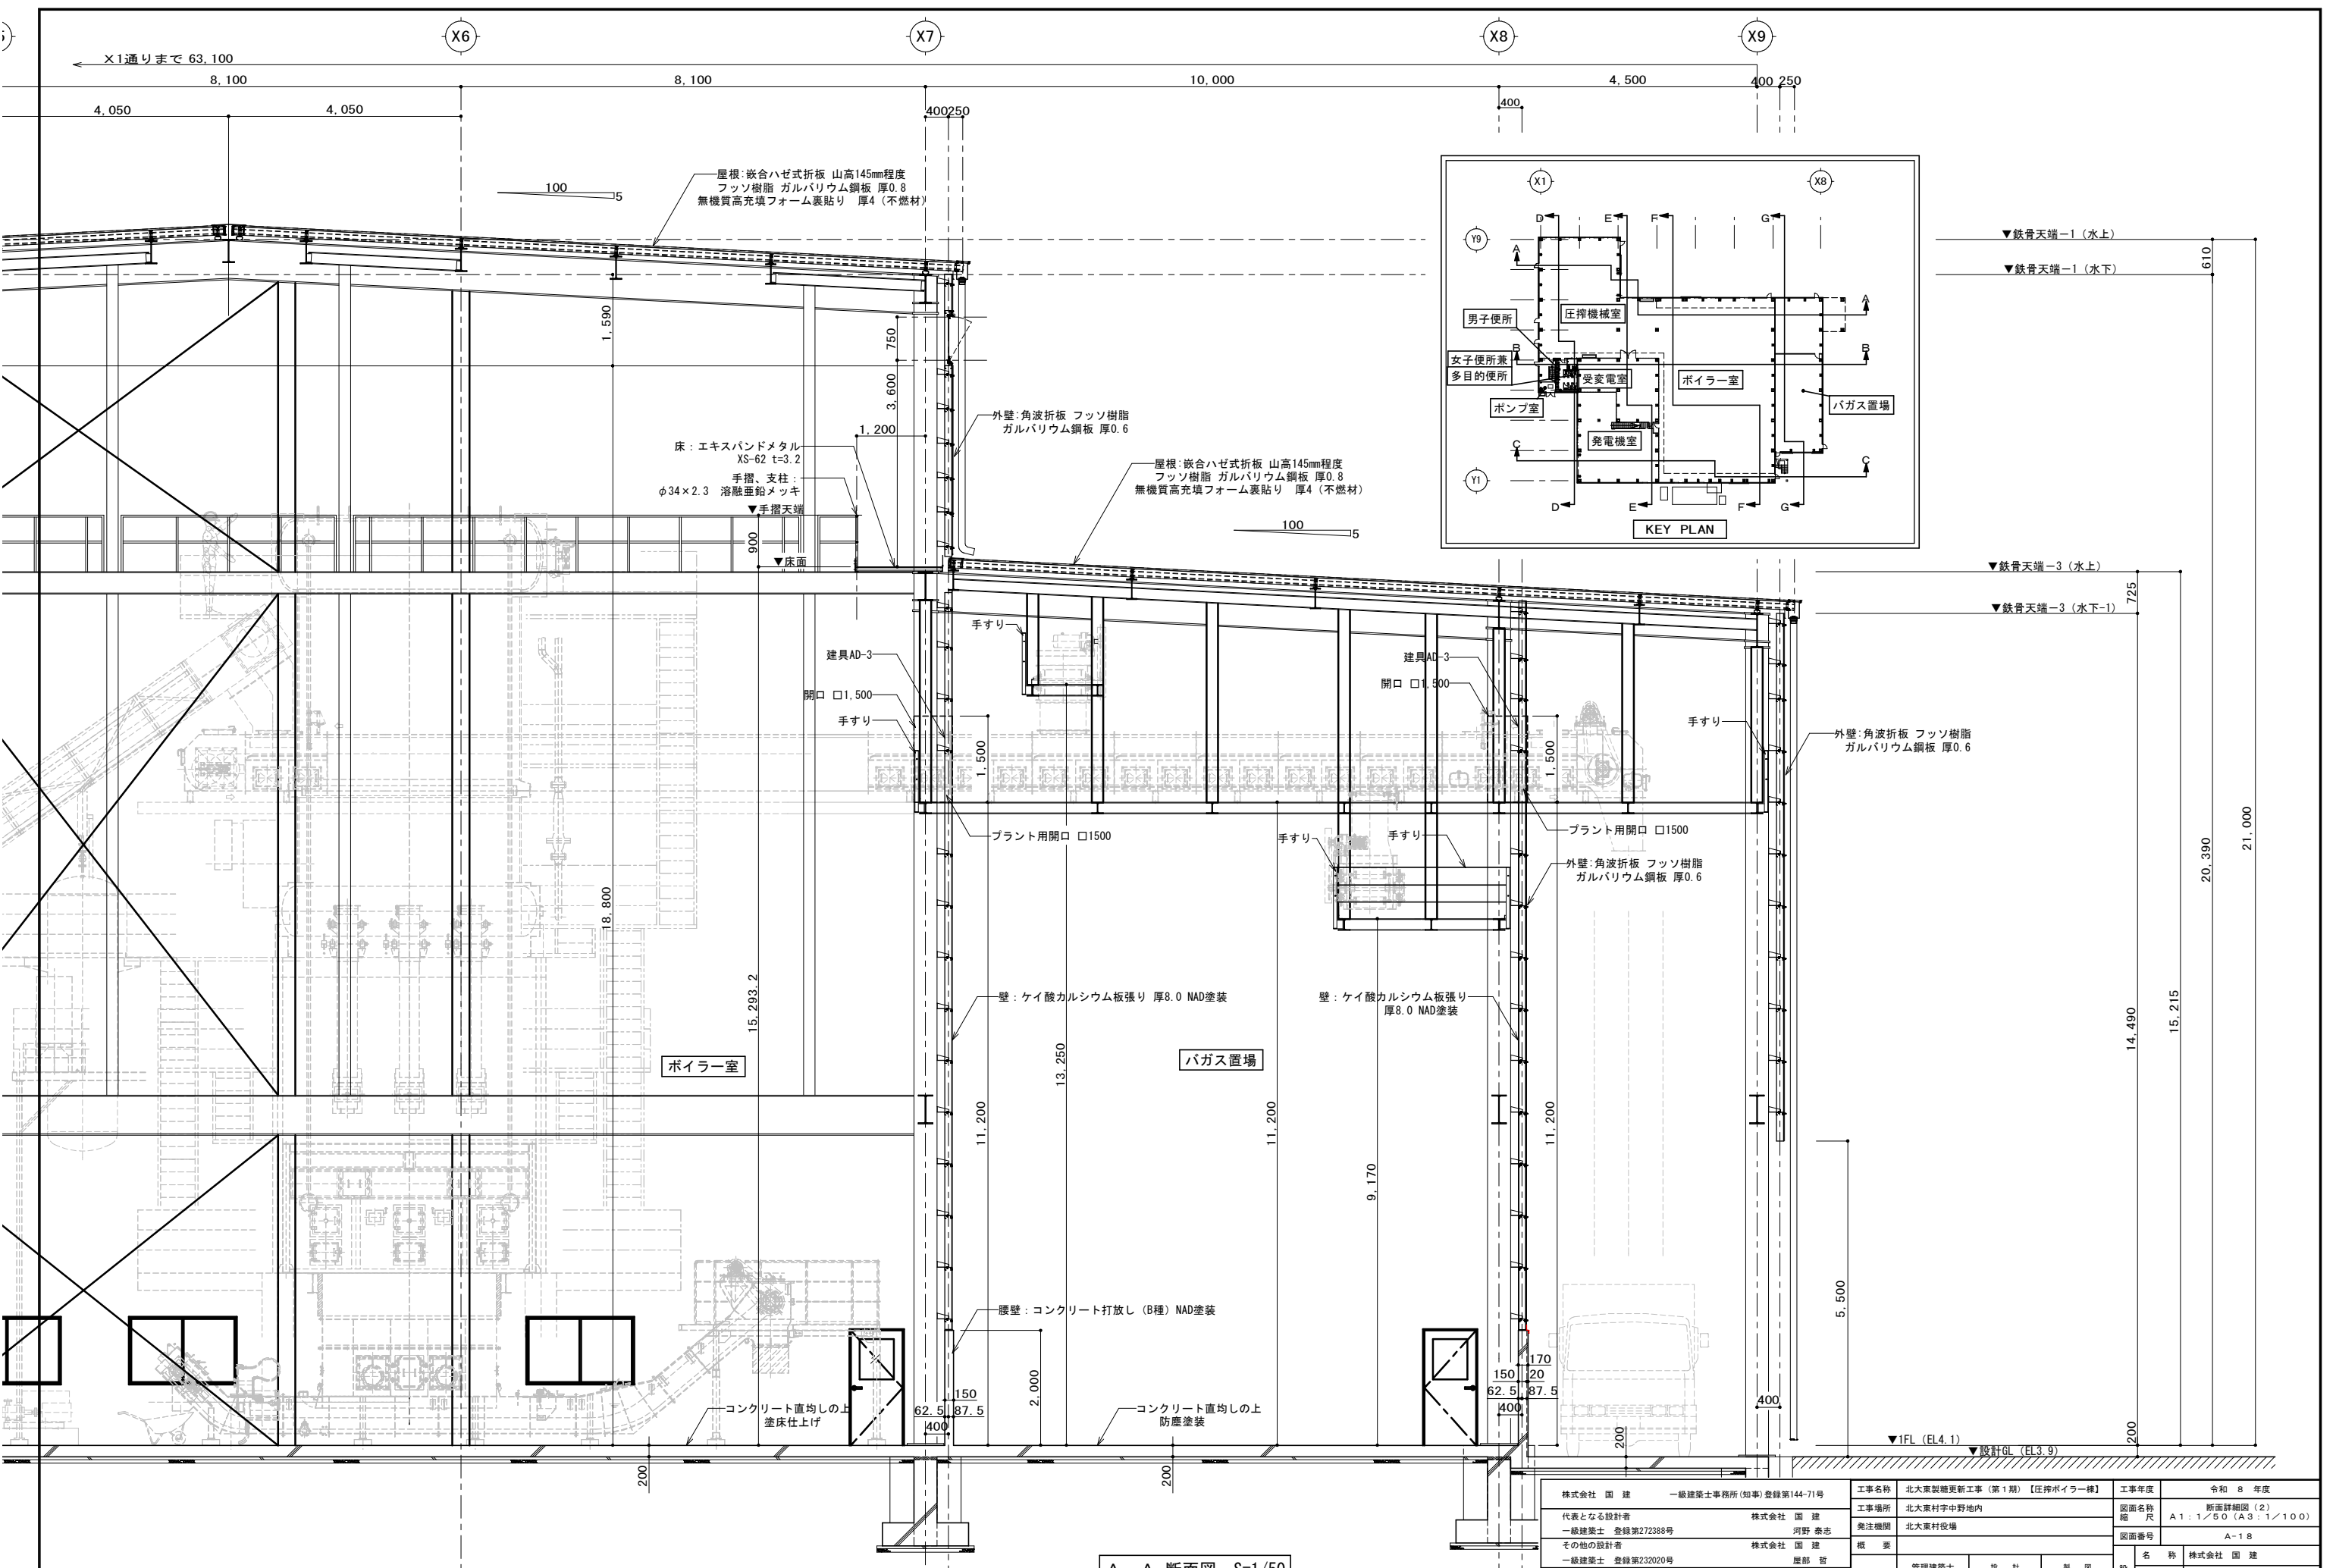 X6
X7
X8
X9
X1通りまで 63,100
8,100
8,100
10,000
4,500
400 250
4,050
4,050
400250
400
屋根:嵌合ハゼ式折板 山高145mm程度
フッソ樹脂 ガルバリウム鋼板 厚0.8
無機質高充填フォーム裏貼り 厚4（不燃材）
100
5
1,590
750
3,600
1,200
外壁:角波折板 フッソ樹脂
ガルバリウム鋼板 厚0.6
床：エキスパンドメタル
XS-62 t=3.2
手摺、支柱：
φ34×2.3 溶融亜鉛メッキ
▼手摺天端
900
▼床面
屋根:嵌合ハゼ式折板 山高145mm程度
フッソ樹脂 ガルバリウム鋼板 厚0.8
無機質高充填フォーム裏貼り 厚4（不燃材）
100
5
X1
X8
D
E
F
G
Y9
A
A
男子便所
圧搾機械室
B
B
女子便所兼
多目的便所
受変電室
ボイラー室
ポンプ室
バガス置場
発電機室
C
C
Y1
D
E
F
G
KEY PLAN
▼鉄骨天端－1（水上）
610
▼鉄骨天端－1（水下）
▼鉄骨天端－3（水上）
725
▼鉄骨天端－3（水下-1）
手すり
建具AD-3
開口 □1,500
手すり
建具AD-3
開口 □1,500
手すり
外壁:角波折板 フッソ樹脂
ガルバリウム鋼板 厚0.6
1,500
1,500
プラント用開口 □1500
手すり
手すり
プラント用開口 □1500
外壁:角波折板 フッソ樹脂
ガルバリウム鋼板 厚0.6
21,000
20,390
15,215
14,490
18,800
15,293.2
壁：ケイ酸カルシウム板張り 厚8.0 NAD塗装
壁：ケイ酸カルシウム板張り
厚8.0 NAD塗装
ボイラー室
バガス置場
13,250
11,200
11,200
11,200
9,170
5,500
腰壁：コンクリート打放し（B種）NAD塗装
2,000
コンクリート直均しの上
塗床仕上げ
150
62.5
87.5
400
コンクリート直均しの上
防塵塗装
170
150
20
62.5
87.5
400
400
200
200
▼1FL（EL4.1）
▼設計GL（EL3.9）
200
200
A－A 断面図 S=1/50
株式会社 国 建 一級建築士事務所(知事)登録第144-71号
代表となる設計者 株式会社 国 建
一級建築士 登録第272388号 河野 泰志
その他の設計者 株式会社 国 建
一級建築士 登録第232020号 屋部 哲
工事名称 北大東製糖更新工事（第１期）【圧搾ボイラー棟】
工事場所 北大東村字中野地内
発注機関 北大東村役場
概 要
管理建築士 設 計 製 図
工事年度 令和 8 年度
図面名称 断面詳細図（2）
縮 尺 A1：1／50（A3：1／100）
図面番号 A-18
名 称 株式会社 国 建